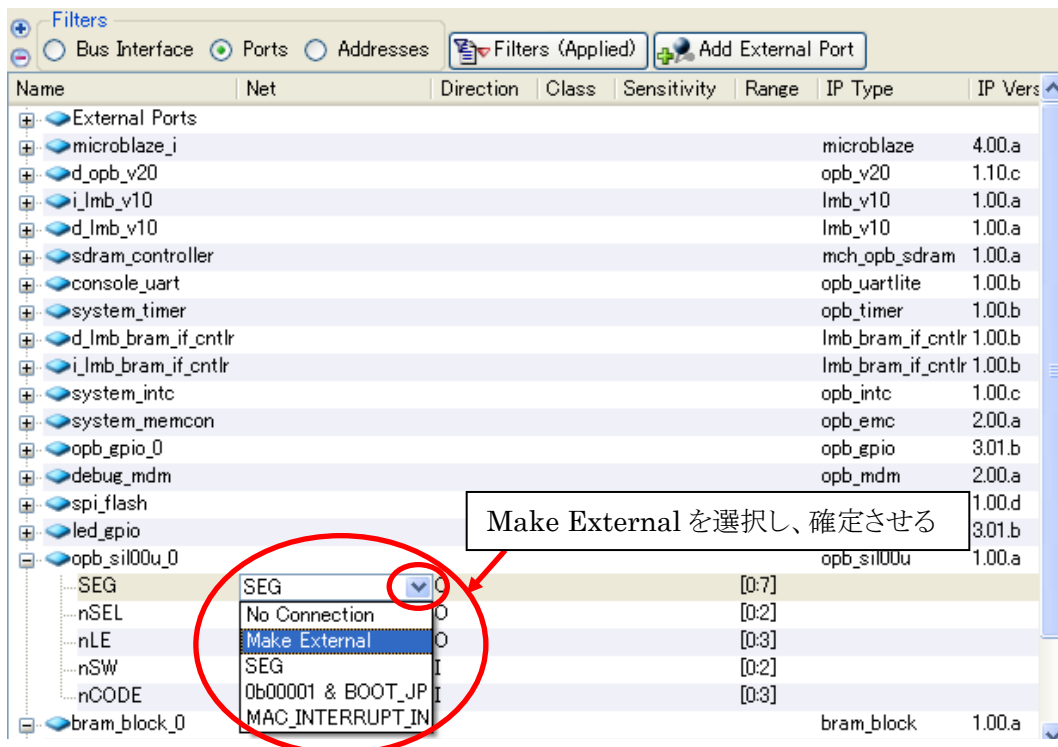 Filters
Bus Interface Ports Addresses Filters (Applied) Add External Port
Name Net Direction Class Sensitivity Range IP Type IP Vers
External Ports
microblaze_i microblaze 4.00.a
d_opb_v20 opb_v20 1.10.c
i_lmb_v10 lmb_v10 1.00.a
d_lmb_v10 lmb_v10 1.00.a
sdram_controller mch_opb_sdram 1.00.a
console_uart opb_uartlite 1.00.b
system_timer opb_timer 1.00.b
d_lmb_bram_if_cntlr lmb_bram_if_cntlr 1.00.b
i_lmb_bram_if_cntlr lmb_bram_if_cntlr 1.00.b
system_intc opb_intc 1.00.c
system_memcon opb_emc 2.00.a
opb_gpio_0 opb_gpio 3.01.b
debug_mdm opb_mdm 2.00.a
spi_flash 1.00.d
Make External を選択し、確定させる
led_gpio 3.01.b
opb_sil00u_0 opb_sil00u 1.00.a
SEG SEG O [0:7]
nSEL No Connection O [0:2]
nLE Make External O [0:3]
nSW SEG I [0:2]
nCODE 0b00001 & BOOT_JP I [0:3]
MAC_INTERRUPT_IN
bram_block_0 bram_block 1.00.a